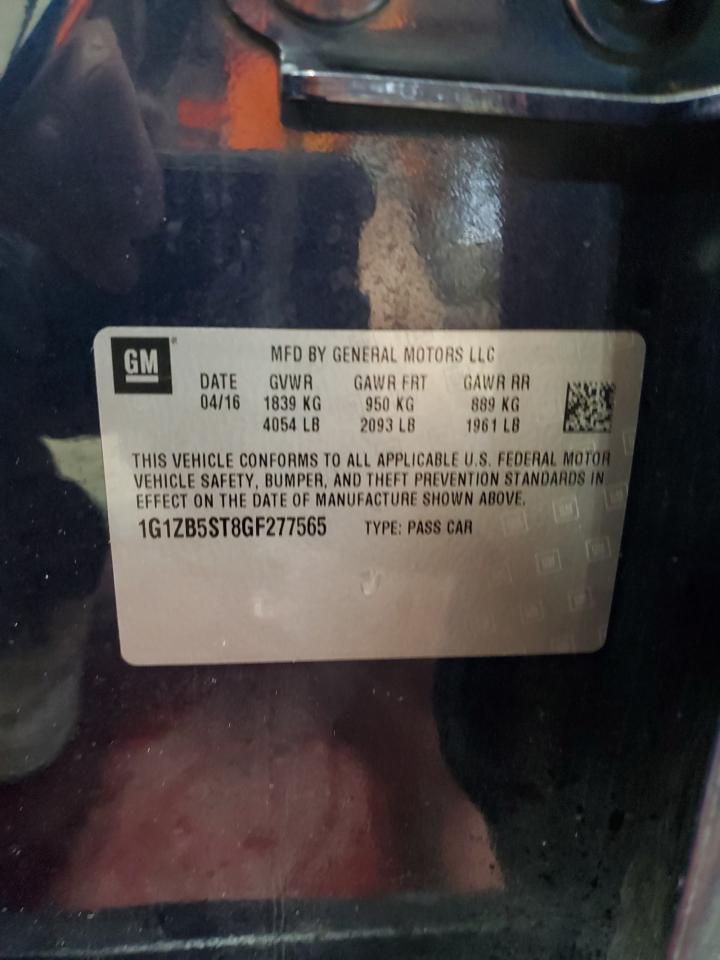 GM
MFD BY GENERAL MOTORS LLC
DATE GVWR GAWR FRT GAWR RR
04/16 1839 KG 950 KG 889 KG
4054 LB 2093 LB 1961 LB
THIS VEHICLE CONFORMS TO ALL APPLICABLE U.S. FEDERAL MOTOR
VEHICLE SAFETY, BUMPER, AND THEFT PREVENTION STANDARDS IN
EFFECT ON THE DATE OF MANUFACTURE SHOWN ABOVE.
1G1ZB5ST8GF277565 TYPE: PASS CAR